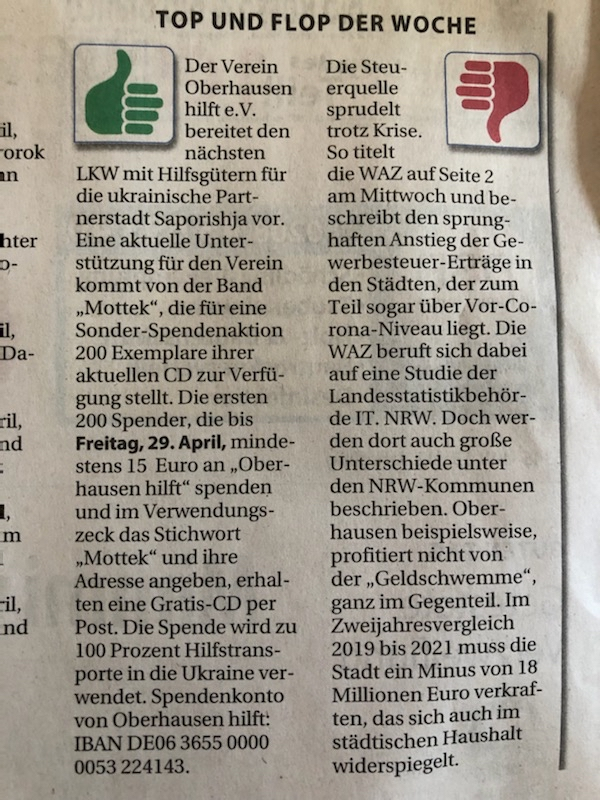 TOP UND FLOP DER WOCHE
Der Verein
Oberhausen
hilft e.V.
bereitet den
nächsten
LKW mit Hilfsgütern für
die ukrainische Part-
nerstadt Saporishja vor.
Eine aktuelle Unter-
stützung für den Verein
kommt von der Band
„Mottek“, die für eine
Sonder-Spendenaktion
200 Exemplare ihrer
aktuellen CD zur Verfü-
gung stellt. Die ersten
200 Spender, die bis
Freitag, 29. April, minde-
stens 15 Euro an „Ober-
hausen hilft“ spenden
und im Verwendungs-
zeck das Stichwort
„Mottek“ und ihre
Adresse angeben, erhal-
ten eine Gratis-CD per
Post. Die Spende wird zu
100 Prozent Hilfstrans-
porte in die Ukraine ver-
wendet. Spendenkonto
von Oberhausen hilft:
IBAN DE06 3655 0000
0053 224143.
Die Steu-
erquelle
sprudelt
trotz Krise.
So titelt
die WAZ auf Seite 2
am Mittwoch und be-
schreibt den sprung-
haften Anstieg der Ge-
werbesteuer-Erträge in
den Städten, der zum
Teil sogar über Vor-Co-
rona-Niveau liegt. Die
WAZ beruft sich dabei
auf eine Studie der
Landesstatistikbehör-
de IT. NRW. Doch wer-
den dort auch große
Unterschiede unter
den NRW-Kommunen
beschrieben. Ober-
hausen beispielsweise,
profitiert nicht von
der „Geldschwemme“,
ganz im Gegenteil. Im
Zweijahresvergleich
2019 bis 2021 muss die
Stadt ein Minus von 18
Millionen Euro verkraf-
ten, das sich auch im
städtischen Haushalt
widerspiegelt.